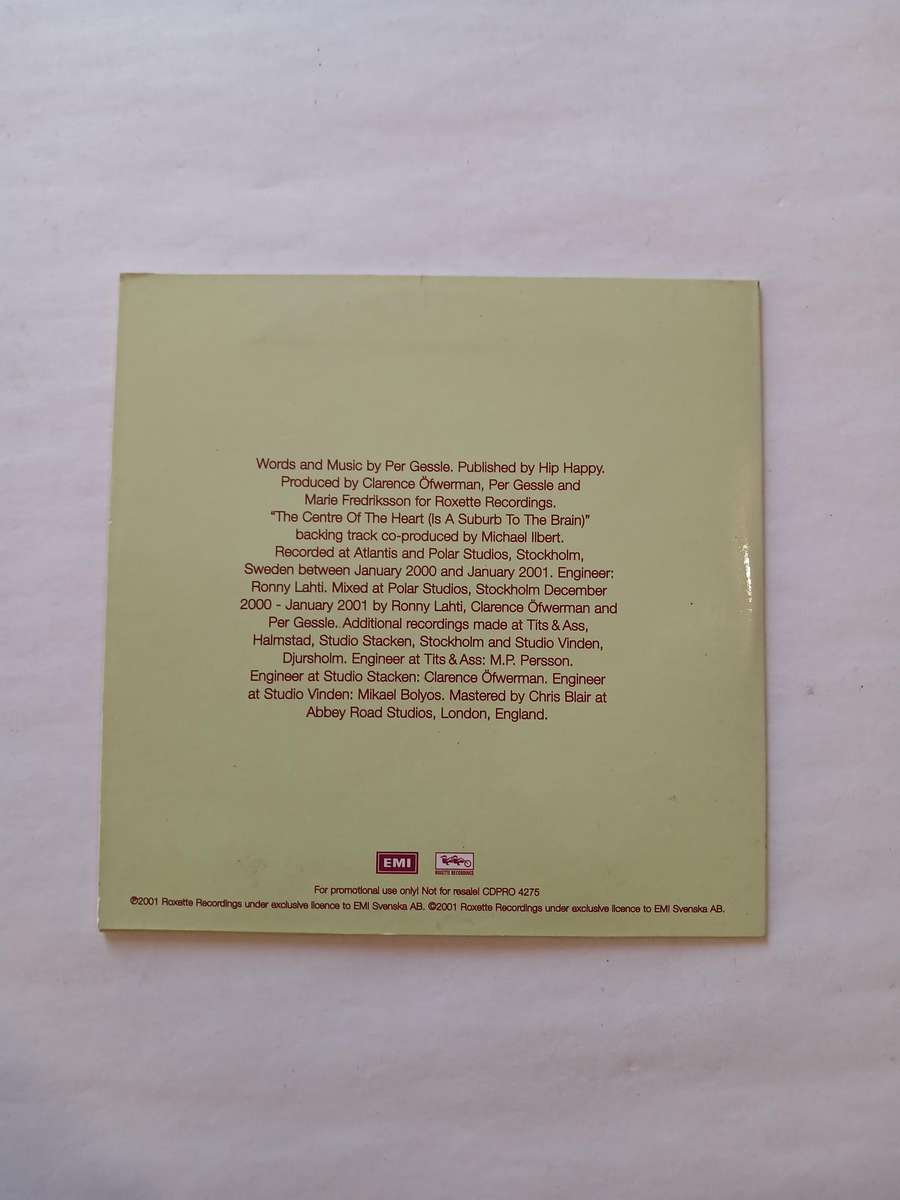 Words and Music by Per Gessle. Published by Hip Happy.
Produced by Clarence Öfwerman, Per Gessle and
Marie Fredriksson for Roxette Recordings.
“The Centre Of The Heart (Is A Suburb To The Brain)”
backing track co-produced by Michael Ilbert.
Recorded at Atlantis and Polar Studios, Stockholm,
Sweden between January 2000 and January 2001. Engineer:
Ronny Lahti. Mixed at Polar Studios, Stockholm December
2000 - January 2001 by Ronny Lahti, Clarence Öfwerman and
Per Gessle. Additional recordings made at Tits & Ass,
Halmstad, Studio Stacken, Stockholm and Studio Vinden,
Djursholm. Engineer at Tits & Ass: M.P. Persson.
Engineer at Studio Stacken: Clarence Öfwerman. Engineer
at Studio Vinden: Mikael Bolyos. Mastered by Chris Blair at
Abbey Road Studios, London, England.
EMI
ROXETTE RECORDINGS
For promotional use only! Not for resale! CDPRO 4275
℗2001 Roxette Recordings under exclusive licence to EMI Svenska AB. ©2001 Roxette Recordings under exclusive licence to EMI Svenska AB.